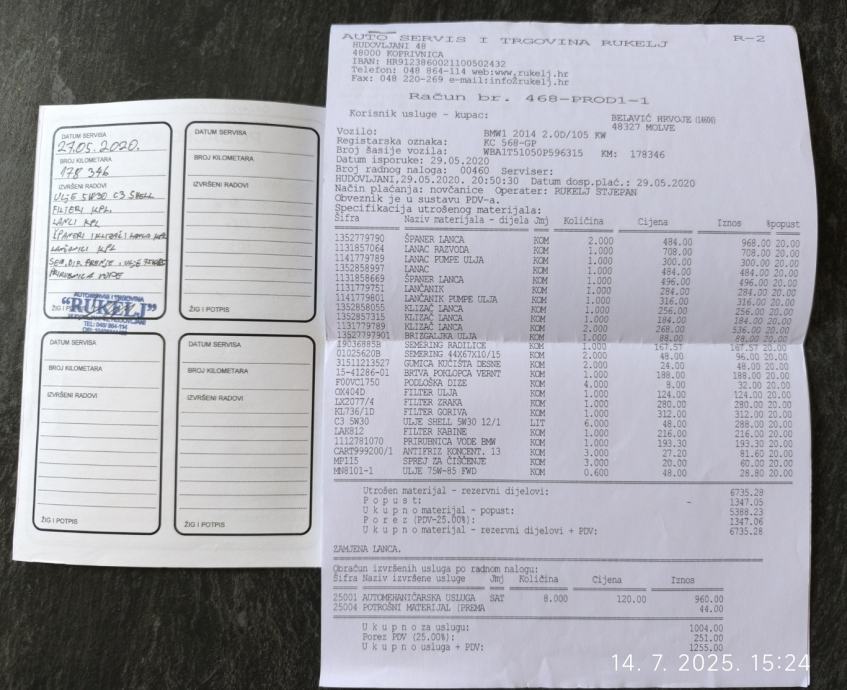 DATUM SERVISA
27.05.2020.
BROJ KILOMETARA
178 346
IZVRŠENI RADOVI
ULJE 5W30 C3 SHELL
FILTERI KPL.
LANCI KPL
ŠPANERI I KLIZAČI LANCA KPL
LANČANICI KPL
PRIRUBNICA VODE
ŽIG I POTPIS
AUTOSERVIS I TRGOVINA
"RUKELJ"
TEL: 048/864-114
DATUM SERVISA
BROJ KILOMETARA
IZVRŠENI RADOVI
ŽIG I POTPIS
DATUM SERVISA
BROJ KILOMETARA
IZVRŠENI RADOVI
ŽIG I POTPIS
DATUM SERVISA
BROJ KILOMETARA
IZVRŠENI RADOVI
ŽIG I POTPIS
AUTO SERVIS I TRGOVINA RUKELJ R-2
HUDOVLJANI 48
48000 KOPRIVNICA
IBAN: HR9123860021100502432
Telefon: 048 864-114 web:www.rukelj.hr
Fax: 048 220-269 e-mail:info@rukelj.hr
Račun br. 468-PROD1-1
Korisnik usluge - kupac: BELAVIĆ HRVOJE
48327 MOLVE
Vozilo: BMW1 2014 2.0D/105 KW
Registarska oznaka: KC 568-GP
Broj šasije vozila: WBA1T51050P596315 KM: 178346
Datum isporuke: 29.05.2020
Broj radnog naloga: 00460 Serviser:
HUDOVLJANI,29.05.2020. 20:50:30 Datum dosp.plać.: 29.05.2020
Način plaćanja: novčanice Operater: RUKELJ STJEPAN
Obveznik je u sustavu PDV-a.
Specifikacija utrošenog materijala:
Šifra Naziv materijala - dijela Jmj Količina Cijena Iznos %popust
1352779790 ŠPANER LANCA KOM 2.000 484.00 968.00 20.00
1131857064 LANAC RAZVODA KOM 1.000 708.00 708.00 20.00
1141779789 LANAC PUMPE ULJA KOM 1.000 300.00 300.00 20.00
1352858997 LANAC KOM 1.000 484.00 484.00 20.00
1131858669 ŠPANER LANCA KOM 1.000 496.00 496.00 20.00
1131779751 LANČANIK KOM 1.000 284.00 284.00 20.00
1141779801 LANČANIK PUMPE ULJA KOM 1.000 316.00 316.00 20.00
1352858055 KLIZAČ LANCA KOM 1.000 256.00 256.00 20.00
1352857315 KLIZAČ LANCA KOM 1.000 184.00 184.00 20.00
1131779789 KLIZAČ LANCA KOM 2.000 268.00 536.00 20.00
13527797901 BRIZGALJKA ULJA KOM 1.000 88.00 88.00 20.00
19036885B SEMERING RADILICE KOM 1.000 167.57 167.57 20.00
01025620B SEMERING 44X67X10/15 KOM 2.000 48.00 96.00 20.00
31511213527 GUMICA KUĆIŠTA DESNE KOM 2.000 24.00 48.00 20.00
15-41286-01 BRTVA POKLOPCA VERNT KOM 1.000 188.00 188.00 20.00
F00VC1750 PODLOŠKA DIZE KOM 4.000 8.00 32.00 20.00
OX404D FILTER ULJA KOM 1.000 124.00 124.00 20.00
LX2077/4 FILTER ZRAKA KOM 1.000 280.00 280.00 20.00
KL736/1D FILTER GORIVA KOM 1.000 312.00 312.00 20.00
C3 5W30 ULJE SHELL 5W30 12/1 LIT 6.000 48.00 288.00 20.00
LAK812 FILTER KABINE KOM 1.000 216.00 216.00 20.00
1112781070 PRIRUBNICA VODE BMW KOM 1.000 193.30 193.30 20.00
CART999200/1 ANTIFRIZ KONCENT. 13 KOM 3.000 27.20 81.60 20.00
MP115 SPREJ ZA ČIŠĆENJE KOM 3.000 20.00 60.00 20.00
MN8101-1 ULJE 75W-85 FWD KOM 0.600 48.00 28.80 20.00
Utrošen materijal - rezervni dijelovi: 6735.28
P o p u s t: - 1347.05
U k u p n o materijal - popust: 5388.23
P o r e z (PDV-25.00%): 1347.06
U k u p n o materijal - rezervni dijelovi + PDV: 6735.28
ZAMJENA LANCA.
Obračun izvršenih usluga po radnom nalogu:
Šifra Naziv izvršene usluge Jmj Količina Cijena Iznos
25001 AUTOMEHANIČARSKA USLUGA SAT 8.000 120.00 960.00
25004 POTROŠNI MATERIJAL (PREMA 44.00
U k u p n o za uslugu: 1004.00
Porez PDV (25.00%): 251.00
U k u p n o usluga + PDV: 1255.00
14. 7. 2025. 15:24